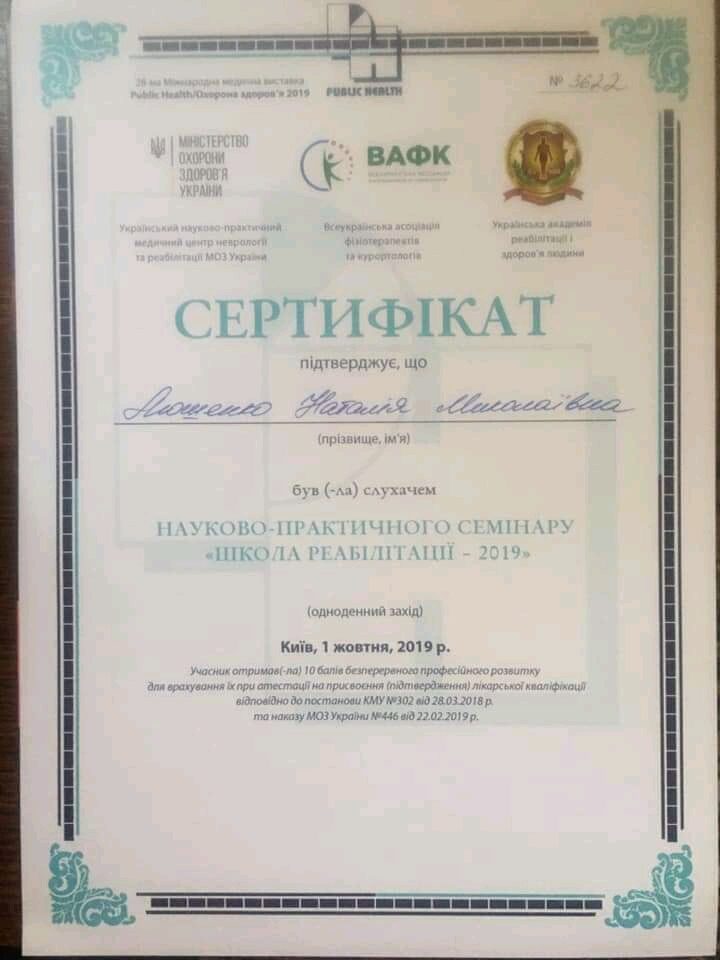 28-ма Міжнародна медична виставка
Public Health/Охорона здоров'я 2019
PUBLIC HEALTH
№ 3622
МІНІСТЕРСТВО
ОХОРОНИ
ЗДОРОВ'Я
УКРАЇНИ
ВАФК
Український науково-практичний
медичний центр неврології
та реабілітації МОЗ України
Всеукраїнська асоціація
фізіотерапевтів
та курортологів
Українська академія
реабілітації і
здоров'я людини
СЕРТИФІКАТ
підтверджує, що
Наталія Миколаївна
(прізвище, ім'я)
був (-ла) слухачем
НАУКОВО-ПРАКТИЧНОГО СЕМІНАРУ
«ШКОЛА РЕАБІЛІТАЦІЇ – 2019»
(одноденний захід)
Київ, 1 жовтня, 2019 р.
Учасник отримав(-ла) 10 балів безперервного професійного розвитку
для врахування їх при атестації на присвоєння (підтвердження) лікарської кваліфікації
відповідно до постанови КМУ №302 від 28.03.2018 р.
та наказу МОЗ України №446 від 22.02.2019 р.